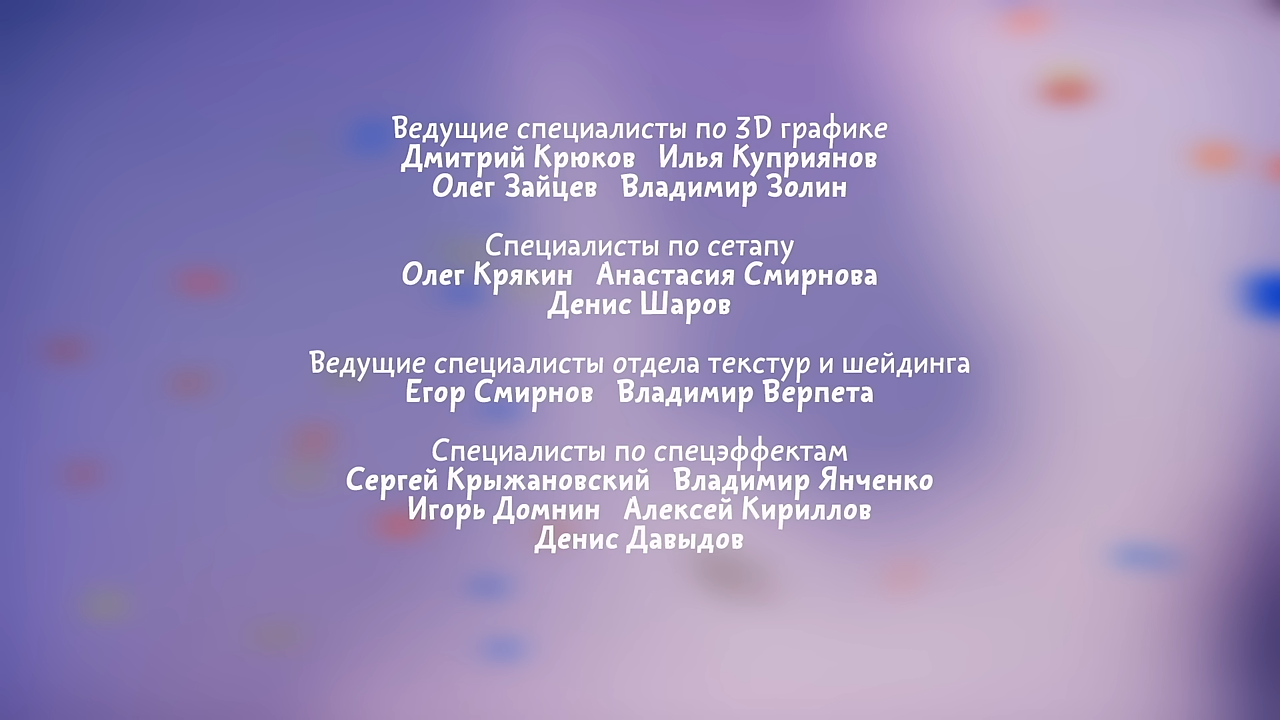 Ведущие специалисты по 3D графике
Дмитрий Крюков Илья Куприянов
Олег Зайцев Владимир Золин
Специалисты по сетапу
Олег Крякин Анастасия Смирнова
Денис Шаров
Ведущие специалисты отдела текстур и шейдинга
Егор Смирнов Владимир Верпета
Специалисты по спецэффектам
Сергей Крыжановский Владимир Янченко
Игорь Домнин Алексей Кириллов
Денис Давыдов